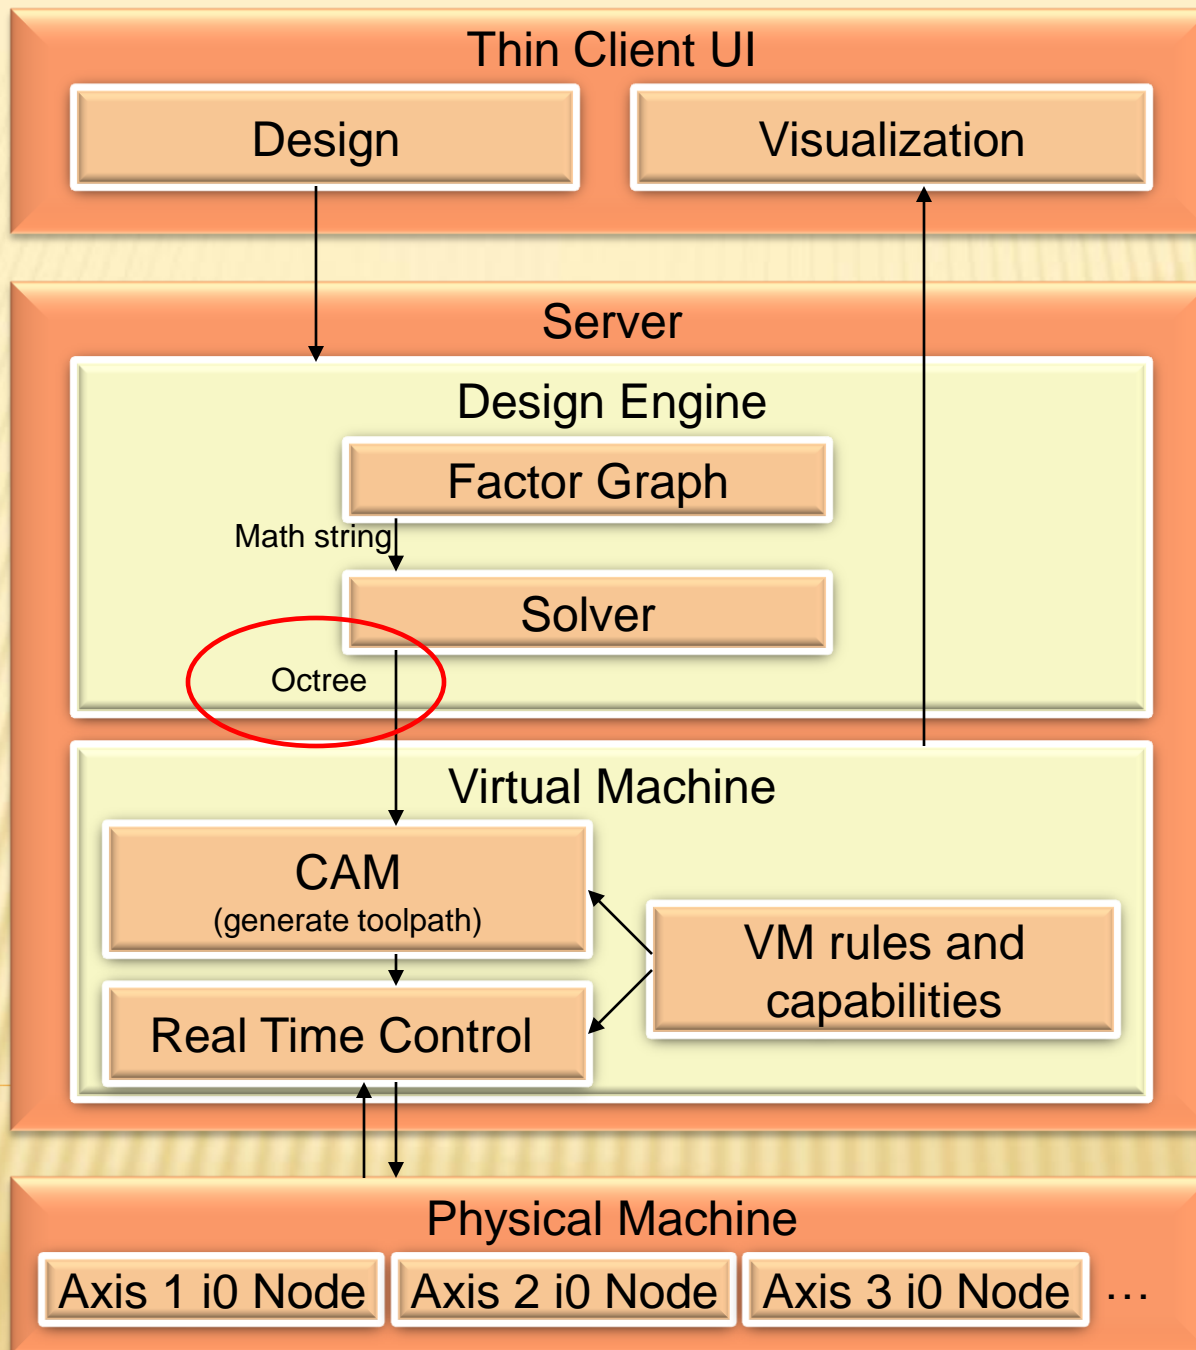 Thin Client UI
Design
Visualization
Server
Design Engine
Factor Graph
Math string
Solver
Octree
Virtual Machine
CAM
(generate toolpath)
VM rules and
capabilities
Real Time Control
Physical Machine
Axis 1 i0 Node
Axis 2 i0 Node
Axis 3 i0 Node
…